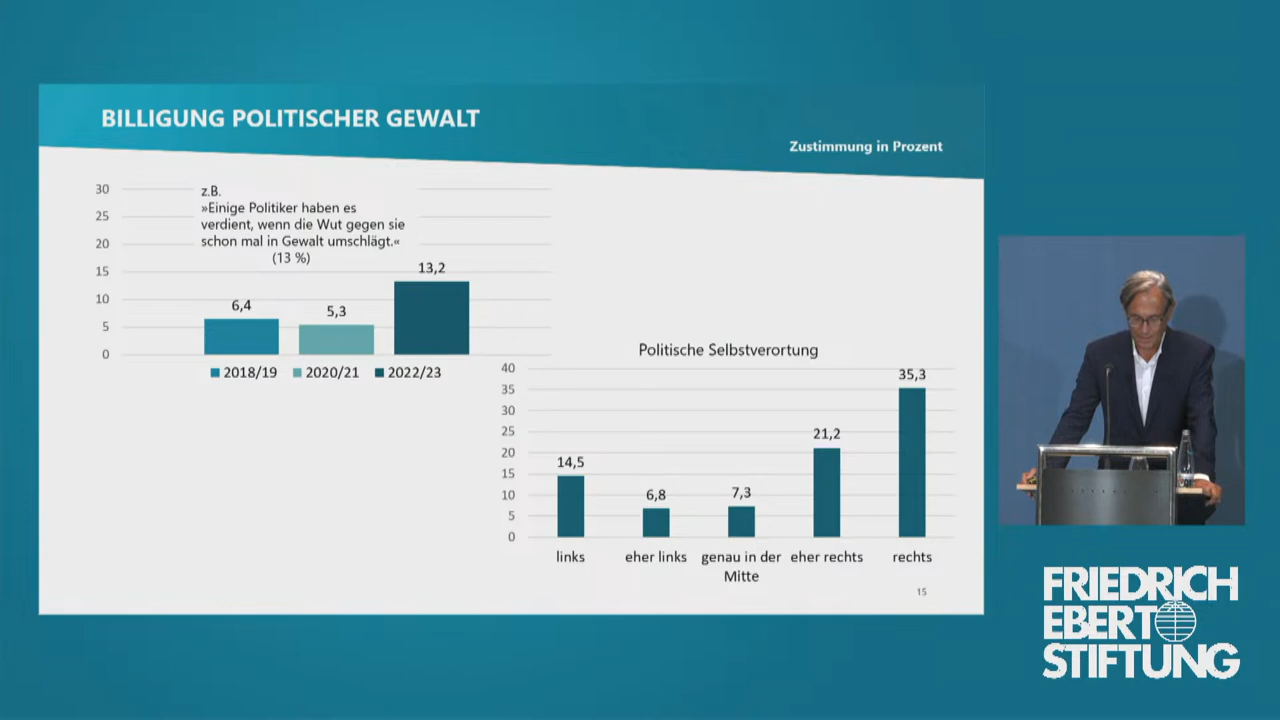 BILLIGUNG POLITISCHER GEWALT
Zustimmung in Prozent
z.B.
»Einige Politiker haben es
verdient, wenn die Wut gegen sie
schon mal in Gewalt umschlägt.«
(13 %)
30
25
20
15
10
5
0
6,4
5,3
13,2
2018/19
2020/21
2022/23
Politische Selbstverortung
40
35
30
25
20
15
10
5
0
14,5
6,8
7,3
21,2
35,3
links
eher links
genau in der
Mitte
eher rechts
rechts
15
FRIEDRICH
EBERT
STIFTUNG